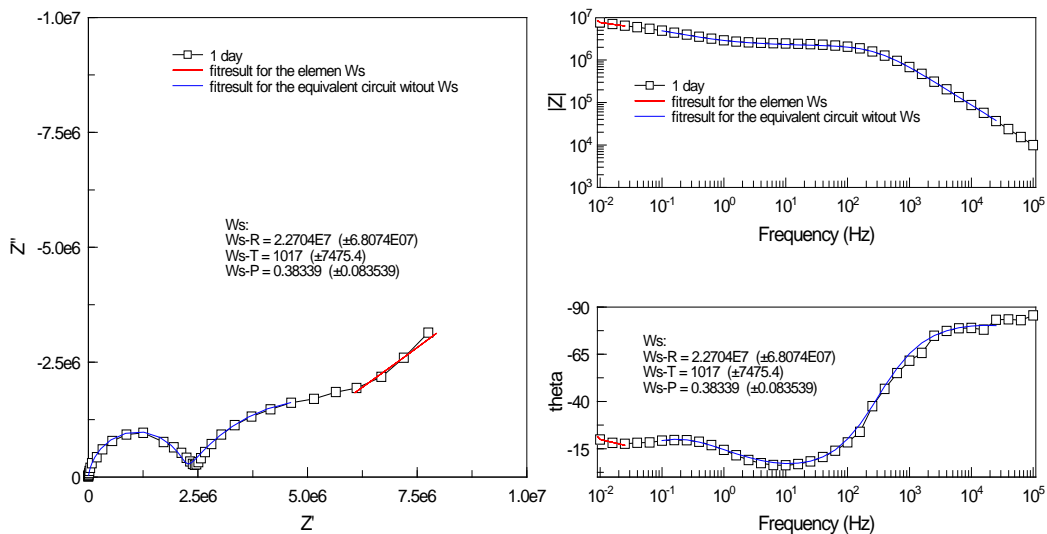 -1.0e7
-7.5e6
-5.0e6
-2.5e6
0
Z''
1 day
fitresult for the elemen Ws
fitresult for the equivalent circuit witout Ws
Ws:
Ws-R = 2.2704E7 (±6.8074E07)
Ws-T = 1017 (±7475.4)
Ws-P = 0.38339 (±0.083539)
0 2.5e6 5.0e6 7.5e6 1.0e7
Z'
10^7
10^6
10^5
10^4
10^3
|Z|
1 day
fitresult for the elemen Ws
fitresult for the equivalent circuit witout Ws
10^-2 10^-1 10^0 10^1 10^2 10^3 10^4 10^5
Frequency (Hz)
-90
-65
-40
-15
theta
Ws:
Ws-R = 2.2704E7 (±6.8074E07)
Ws-T = 1017 (±7475.4)
Ws-P = 0.38339 (±0.083539)
10^-2 10^-1 10^0 10^1 10^2 10^3 10^4 10^5
Frequency (Hz)